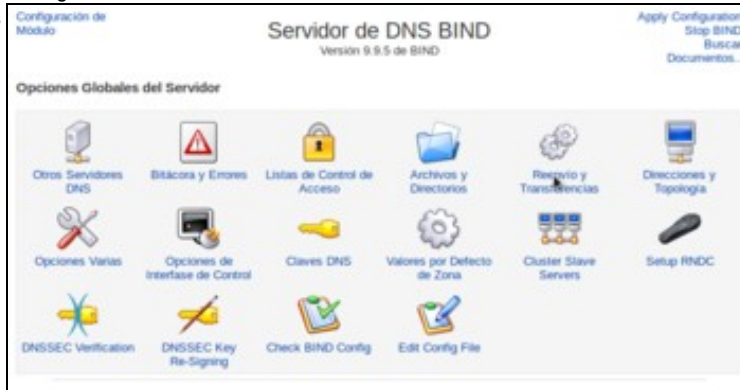 Configuración de
Módulo
Servidor de DNS BIND
Versión 9.9.5 de BIND
Apply Configuration
Stop BIND
Buscar
Documentos..
Opciones Globales del Servidor
Otros Servidores
DNS
Bitácora y Errores
Listas de Control de
Acceso
Archivos y
Directorios
Reenvío y
Transferencias
Direcciones y
Topología
Opciones Varias
Opciones de
Interfase de Control
Claves DNS
Valores por Defecto
de Zona
Cluster Slave
Servers
Setup RNDC
DNSSEC Verification
DNSSEC Key
Re-Signing
Check BIND Config
Edit Config File